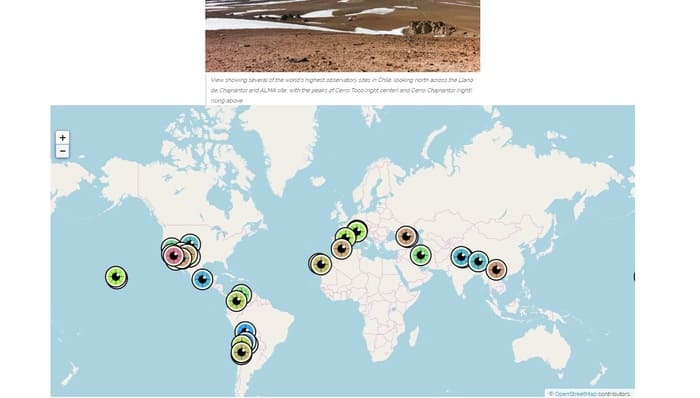 View showing several of the world's highest observatory sites in Chile, looking north across the Llano
de Chajnantor and ALMA site, with the peaks of Cerro Toco (right center) and Cerro Chajnantor (right)
rising above
+
−
© OpenStreetMap contributors.